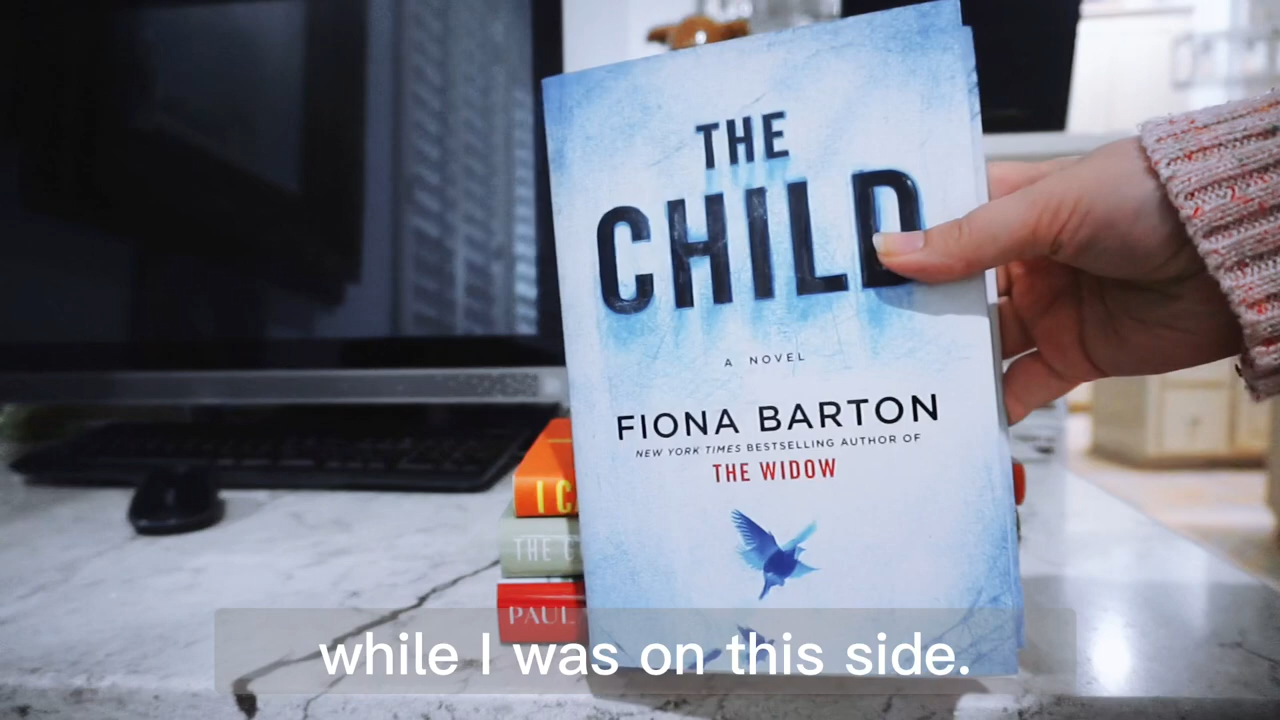 THE
CHILD
A NOVEL
FIONA BARTON
NEW YORK TIMES BESTSELLING AUTHOR OF
THE WIDOW
I
THE
PAUL
while I was on this side.